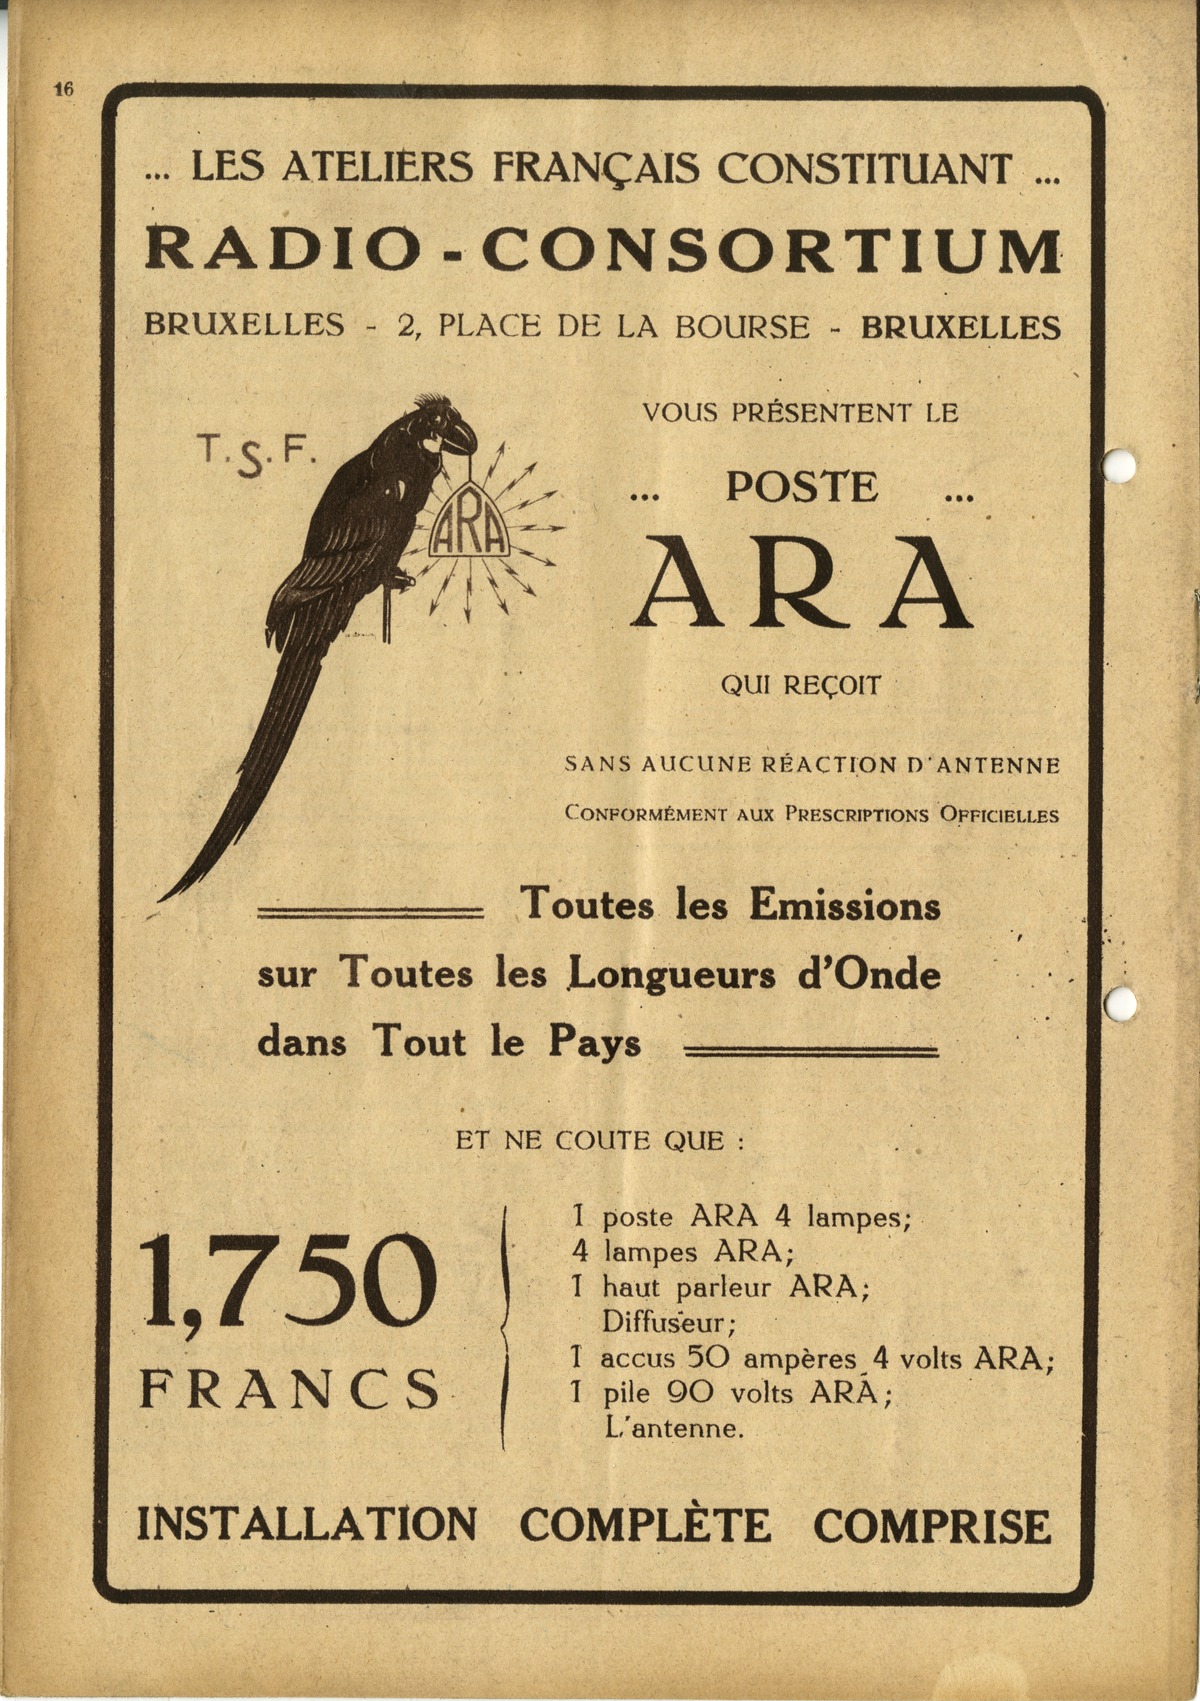 16
... LES ATELIERS FRANÇAIS CONSTITUANT ...
RADIO - CONSORTIUM
BRUXELLES - 2, PLACE DE LA BOURSE - BRUXELLES
T.S.F.
ARA
VOUS PRÉSENTENT LE
... POSTE ...
ARA
QUI REÇOIT
SANS AUCUNE RÉACTION D'ANTENNE
CONFORMÉMENT AUX PRESCRIPTIONS OFFICIELLES
Toutes les Emissions
sur Toutes les Longueurs d'Onde
dans Tout le Pays
ET NE COUTE QUE :
1,750
FRANCS
1 poste ARA 4 lampes;
4 lampes ARA;
1 haut parleur ARA;
Diffuseur;
1 accus 50 ampères 4 volts ARA;
1 pile 90 volts ARA;
L'antenne.
INSTALLATION COMPLÈTE COMPRISE